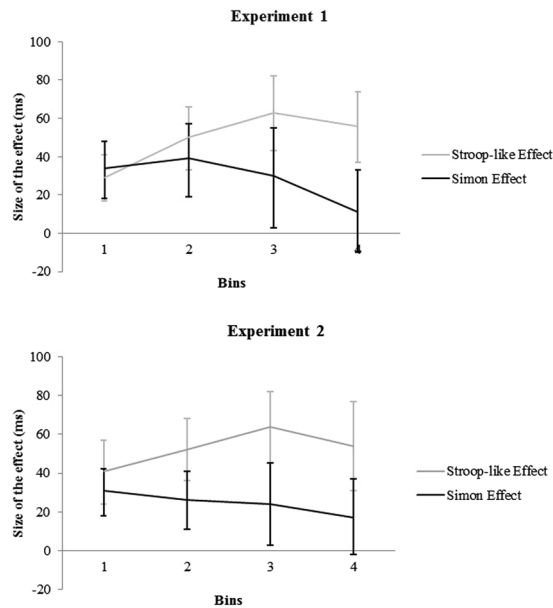 Experiment 1
Size of the effect (ms)
100
80
60
40
20
0
-20
1 2 3 4
Bins
Stroop-like Effect
Simon Effect
Experiment 2
Size of the effect (ms)
100
80
60
40
20
0
-20
1 2 3 4
Bins
Stroop-like Effect
Simon Effect